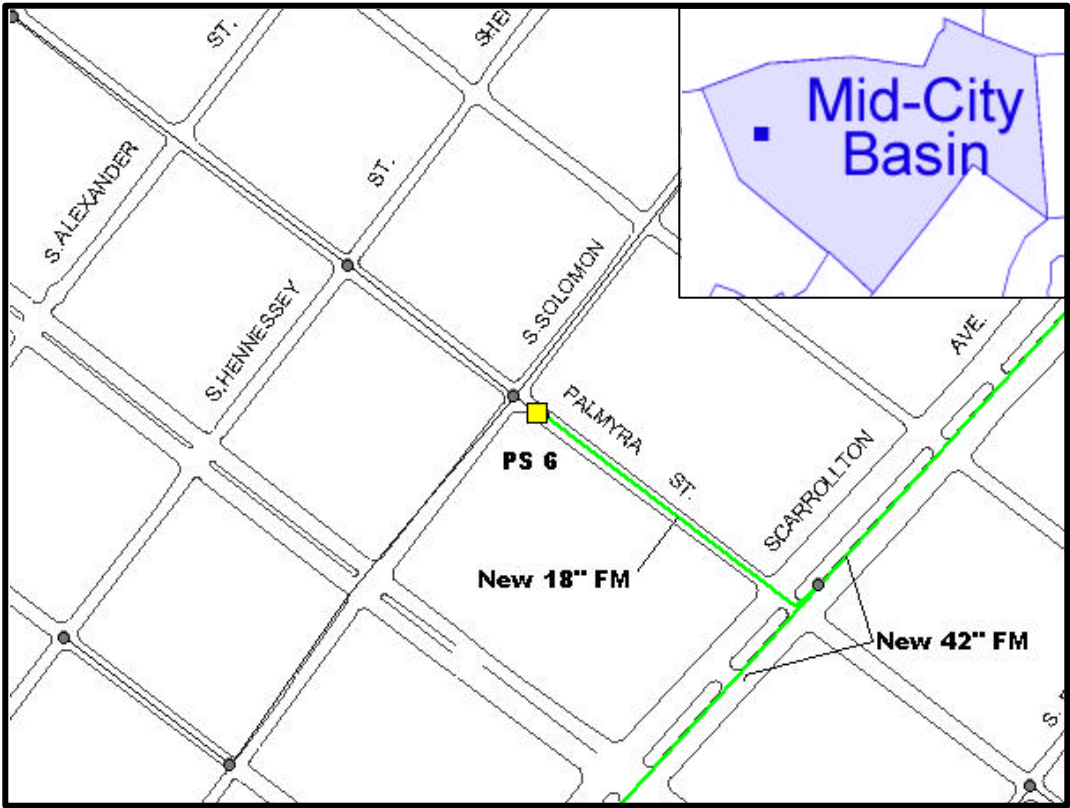 ST.
SHE
Mid-City
Basin
S.ALEXANDER
ST.
S.SOLOMON
S.HENNESSEY
AVE.
PALMYRA
ST.
SCARROLLTON
PS 6
New 18" FM
New 42" FM
S.